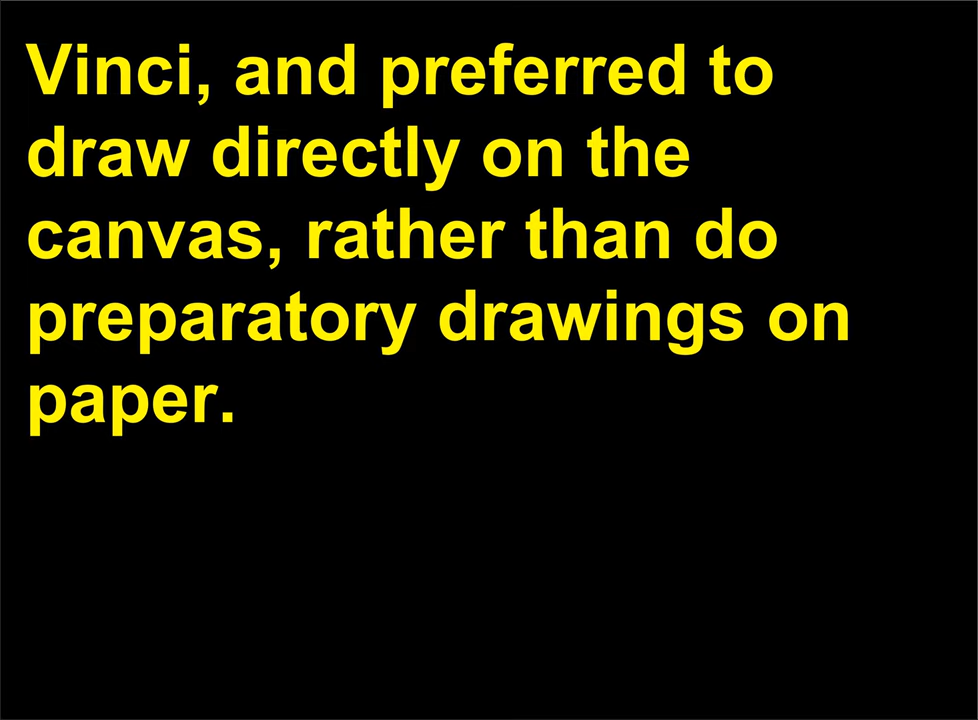 Vinci, and preferred to
draw directly on the
canvas, rather than do
preparatory drawings on
paper.